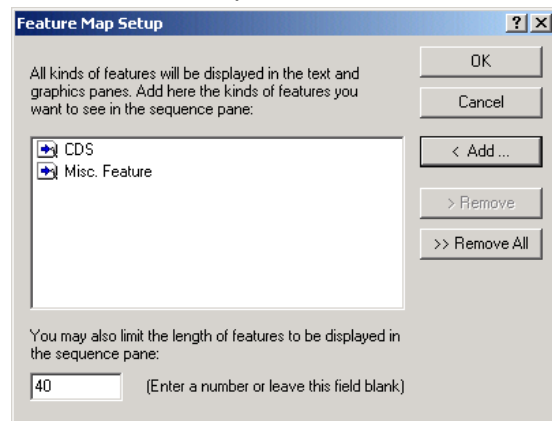 Feature Map Setup
All kinds of features will be displayed in the text and
graphics panes. Add here the kinds of features you
want to see in the sequence pane:
OK
Cancel
CDS
Misc. Feature
< Add ...
> Remove
>> Remove All
You may also limit the length of features to be displayed in
the sequence pane:
40
(Enter a number or leave this field blank)